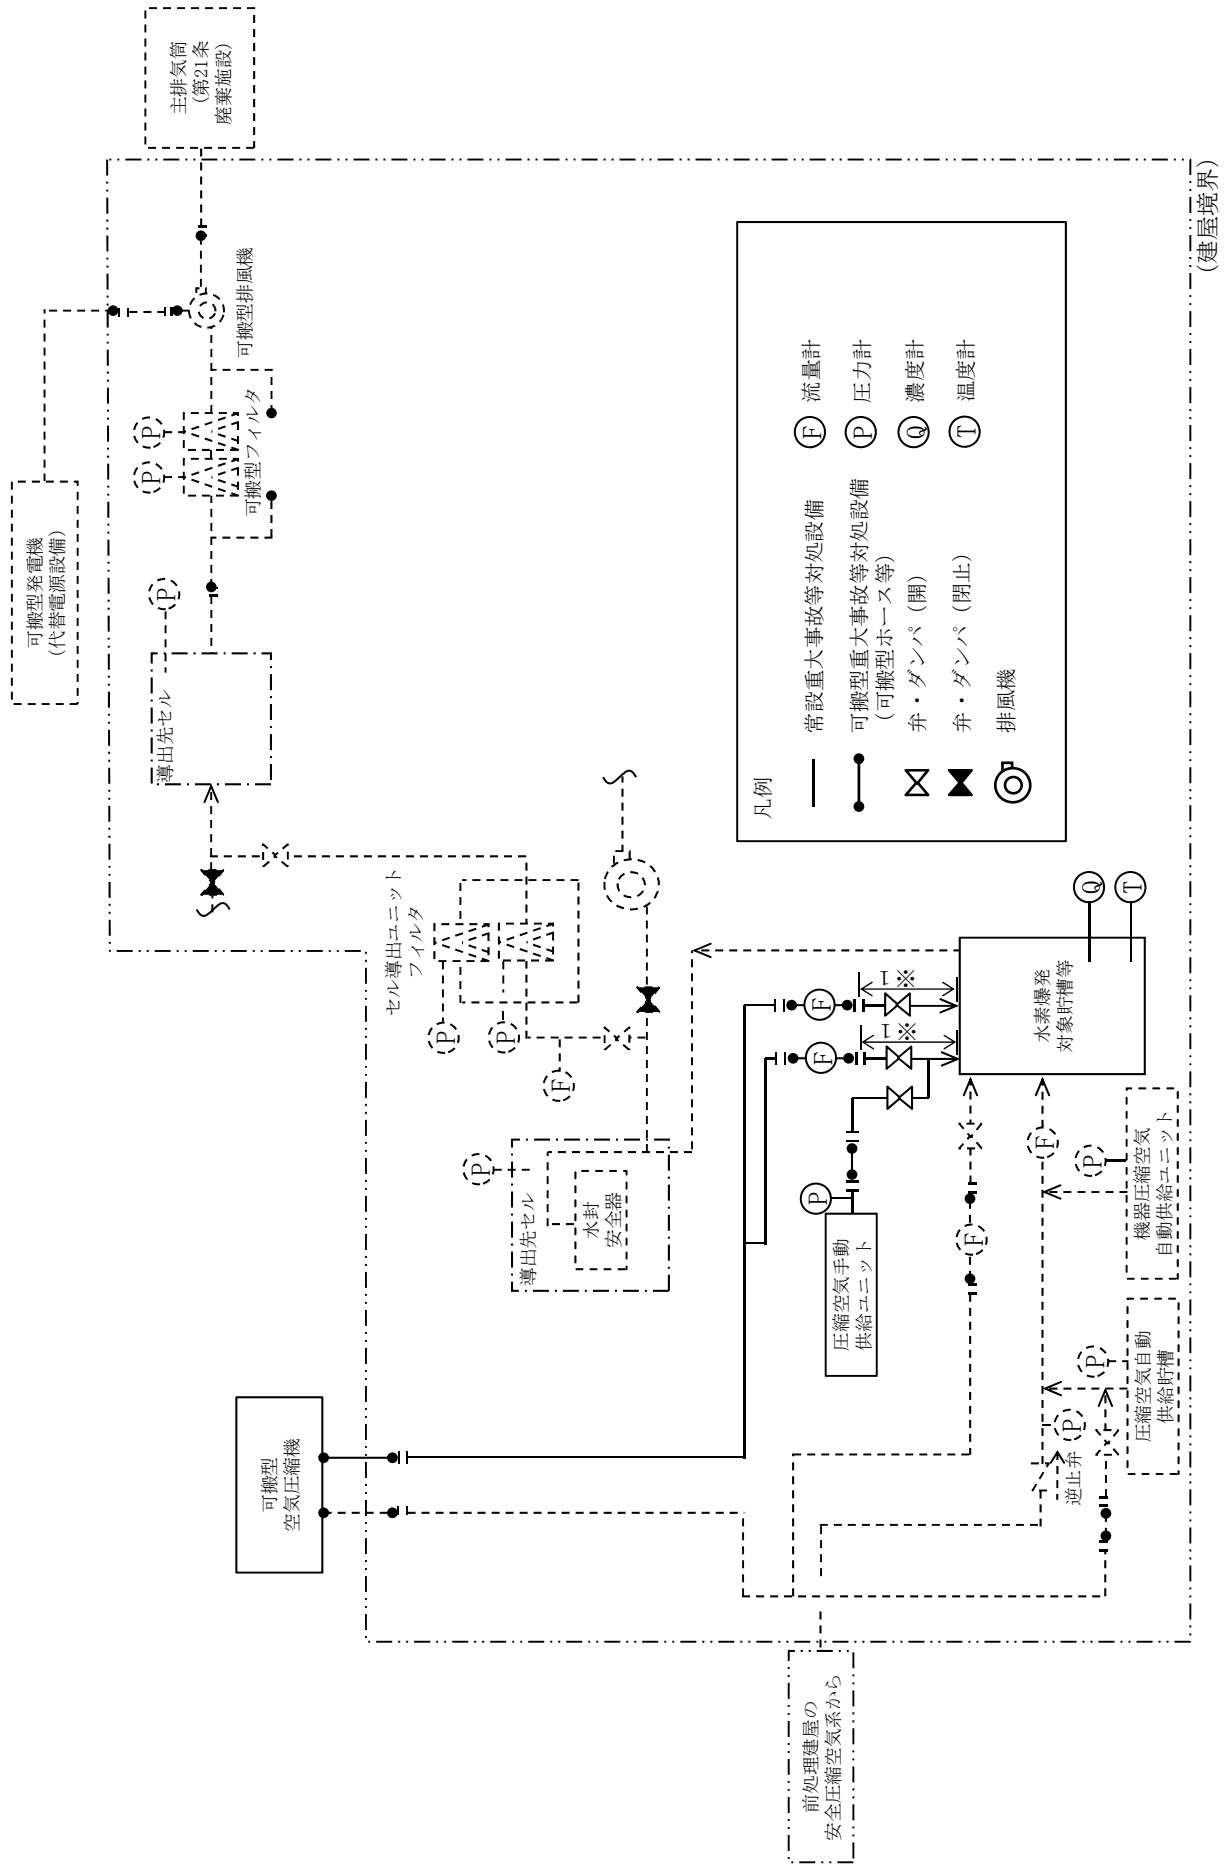 主排気筒
(第21条
廃棄施設)
可搬型発電機
(代替電源設備)
可搬型排風機
P
P
可搬型フィルタ
P
導出先セル
セル導出ユニット
フィルタ
P
P
F
P
導出先セル
水封
安全器
可搬型
空気圧縮機
F
※1
F
※1
P
圧縮空気手動
供給ユニット
水素爆発
対象貯槽等
Q
T
F
F
P
機器圧縮空気
自動供給ユニット
P
圧縮空気自動
供給貯槽
P
逆止弁
前処理建屋の
安全圧縮空気系から
(建屋境界)
凡例
常設重大事故等対処設備
可搬型重大事故等対処設備
(可搬型ホース等)
弁・ダンパ (開)
弁・ダンパ (閉止)
排風機
F 流量計
P 圧力計
Q 濃度計
T 温度計